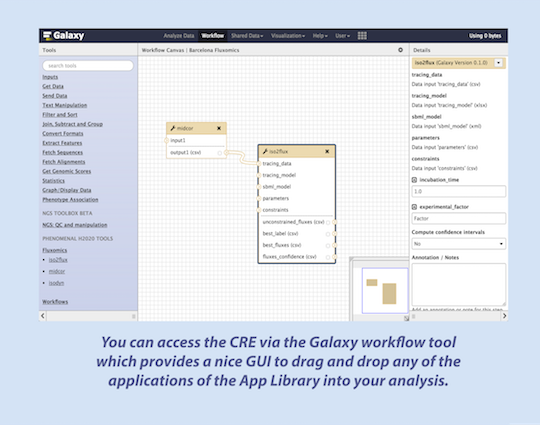 Galaxy
Analyze Data Workflow Shared Data Visualization Help User
Using 0 bytes
Tools
Workflow Canvas | Barcelona Fluxomics
Details
search tools
Inputs
Get Data
Send Data
Text Manipulation
Filter and Sort
Join, Subtract and Group
Convert Formats
Extract Features
Fetch Sequences
Fetch Alignments
Get Genomic Scores
Statistics
Graph/Display Data
Phenotype Association
NGS TOOLBOX BETA
NGS: QC and manipulation
PHENOMENAL H2020 TOOLS
Fluxomics
iso2flux
midcor
isodyn
Workflows
midcor
input1
output1 (csv)
iso2flux
tracing_data
tracing_model
sbml_model
parameters
constraints
unconstrained_fluxes (csv)
best_label (csv)
best_fluxes (csv)
fluxes_confidence (csv)
iso2flux (Galaxy Version 0.1.0)
tracing_data
Data input 'tracing_data' (csv)
tracing_model
Data input 'tracing_model' (xlsx)
sbml_model
Data input 'sbml_model' (xml)
parameters
Data input 'parameters' (csv)
constraints
Data input 'constraints' (csv)
incubation_time
1.0
experimental_factor
Factor
Compute confidence intervals
No
Annotation / Notes
Add an annotation or note for this step
You can access the CRE via the Galaxy workflow tool
which provides a nice GUI to drag and drop any of the
applications of the App Library into your analysis.